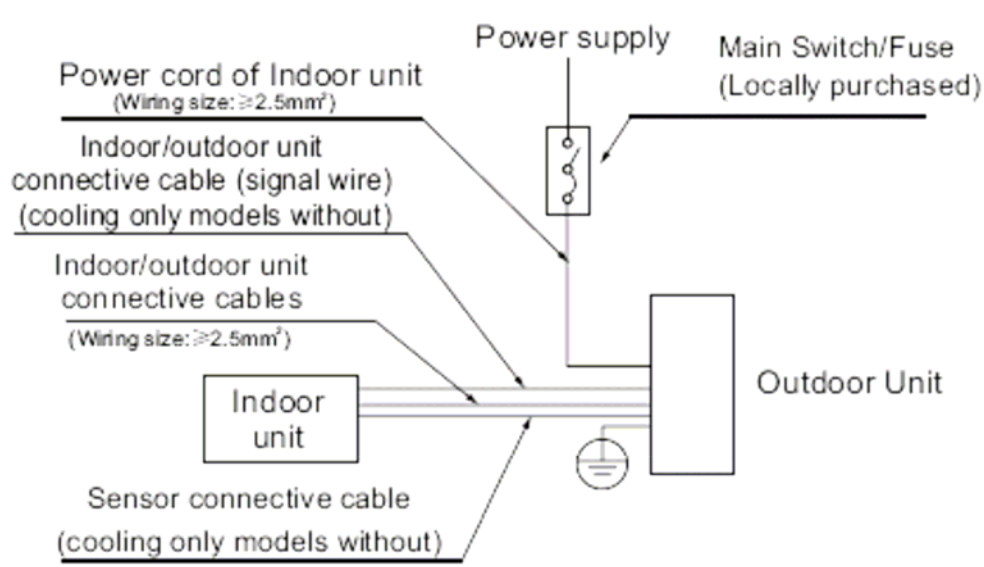 Power supply
Main Switch/Fuse
(Locally purchased)
Power cord of Indoor unit
(Wiring size:≥2.5mm²)
Indoor/outdoor unit
connective cable (signal wire)
(cooling only models without)
Indoor/outdoor unit
connective cables
(Wiring size:≥2.5mm²)
Indoor
unit
Outdoor Unit
Sensor connective cable
(cooling only models without)